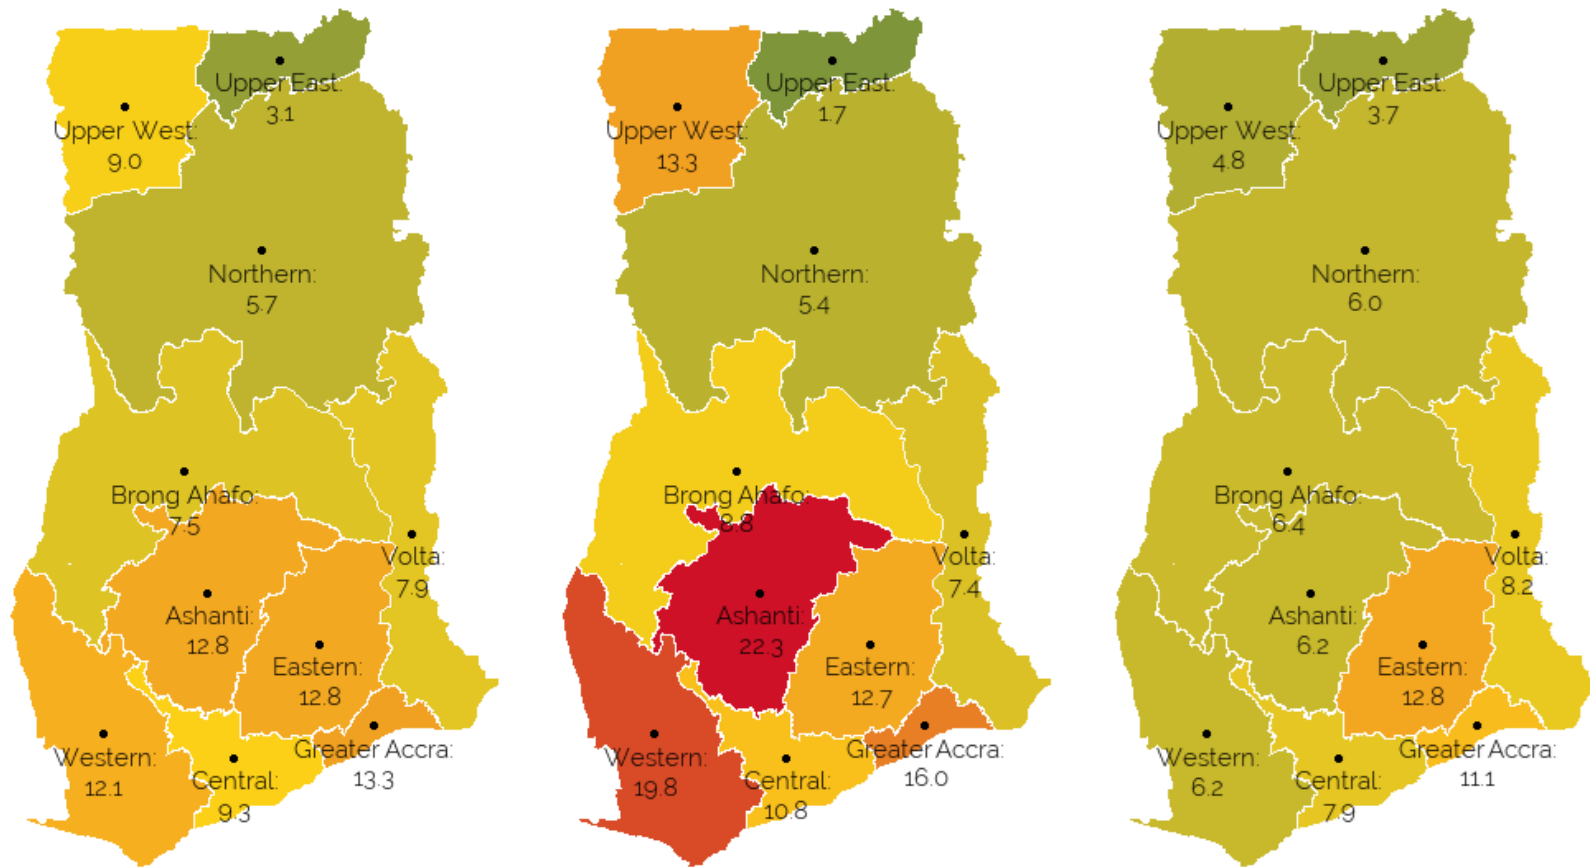 Upper East:
3.1
Upper West:
9.0
Northern:
5.7
Brong Ahafo:
7.5
Volta:
7.9
Ashanti:
12.8
Eastern:
12.8
Western:
12.1
Central:
9.3
Greater Accra:
13.3
Upper East:
1.7
Upper West:
13.3
Northern:
5.4
Brong Ahafo:
8.8
Volta:
7.4
Ashanti:
22.3
Eastern:
12.7
Western:
19.8
Central:
10.8
Greater Accra:
16.0
Upper East:
3.7
Upper West:
4.8
Northern:
6.0
Brong Ahafo:
6.4
Volta:
8.2
Ashanti:
6.2
Eastern:
12.8
Western:
6.2
Central:
7.9
Greater Accra:
11.1